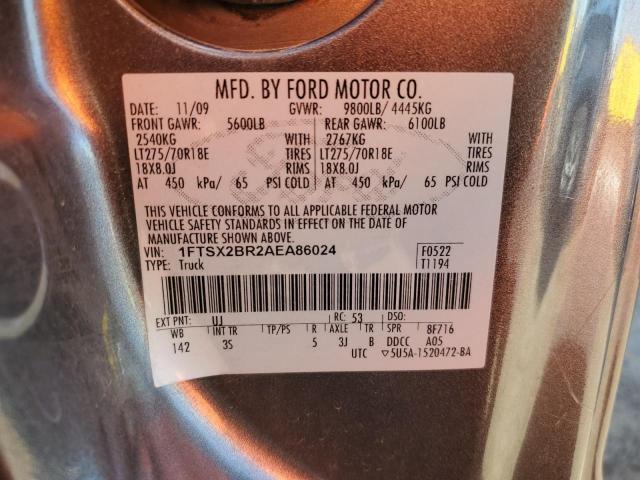 MFD. BY FORD MOTOR CO.
DATE: 11/09 GVWR: 9800LB/ 4445KG
FRONT GAWR: 5600LB REAR GAWR: 6100LB
2540KG WITH 2767KG WITH
LT275/70R18E TIRES LT275/70R18E TIRES
18X8.0J RIMS 18X8.0J RIMS
AT 450 kPa/ 65 PSI COLD AT 450 kPa/ 65 PSI COLD
THIS VEHICLE CONFORMS TO ALL APPLICABLE FEDERAL MOTOR
VEHICLE SAFETY STANDARDS IN EFFECT ON THE DATE OF
MANUFACTURE SHOWN ABOVE.
VIN: 1FTSX2BR2AEA86024 F0522
TYPE: Truck T1194
EXT PNT: UJ RC: 53 DSO:
WB INT TR TP/PS R AXLE TR SPR 8F716
142 3S 5 3J B DDCC A05
UTC ▽5U5A-1520472-BA